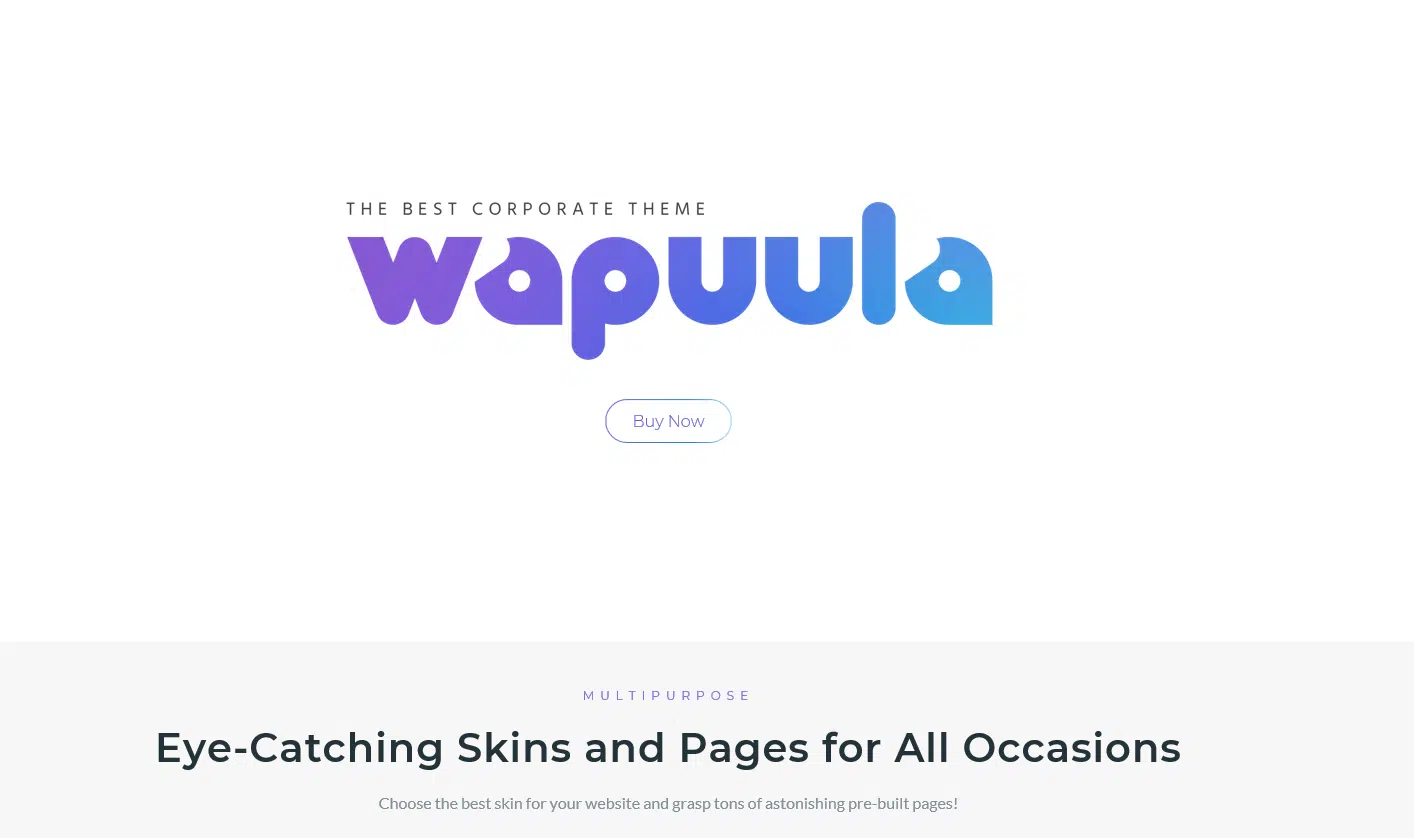 THE BEST CORPORATE THEME
wapuula
Buy Now
MULTIPURPOSE
Eye-Catching Skins and Pages for All Occasions
Choose the best skin for your website and grasp tons of astonishing pre-built pages!